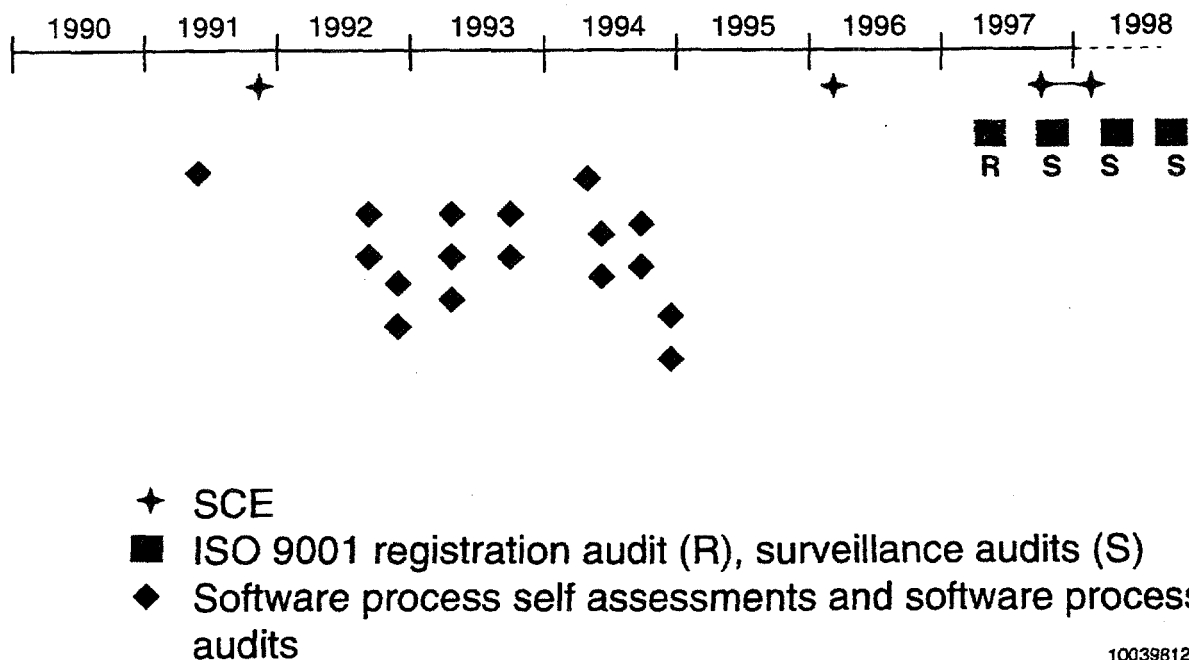 1990 1991 1992 1993 1994 1995 1996 1997 1998
R S S S
SCE
ISO 9001 registration audit (R), surveillance audits (S)
Software process self assessments and software process
audits
10039812